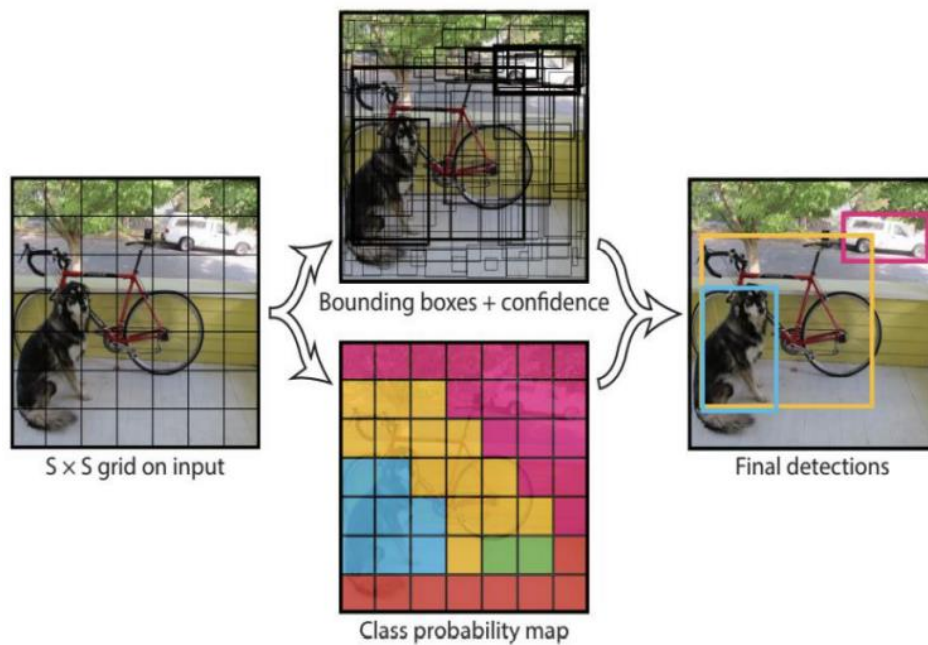 Bounding boxes + confidence
S × S grid on input
Final detections
Class probability map